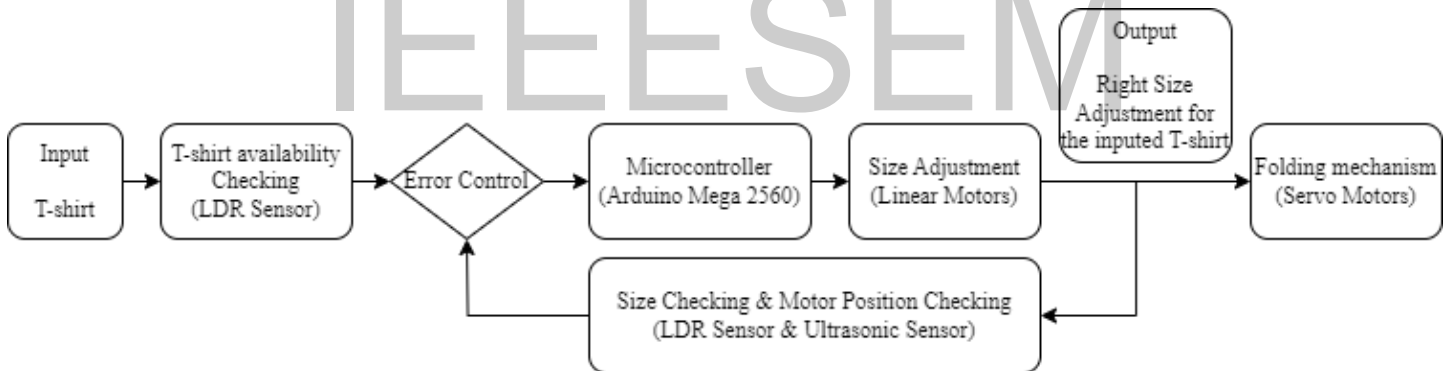 IEEESEM
Input
T-shirt
T-shirt availability
Checking
(LDR Sensor)
Error Control
Microcontroller
(Arduino Mega 2560)
Size Adjustment
(Linear Motors)
Output
Right Size
Adjustment for
the inputed T-shirt
Folding mechanism
(Servo Motors)
Size Checking & Motor Position Checking
(LDR Sensor & Ultrasonic Sensor)